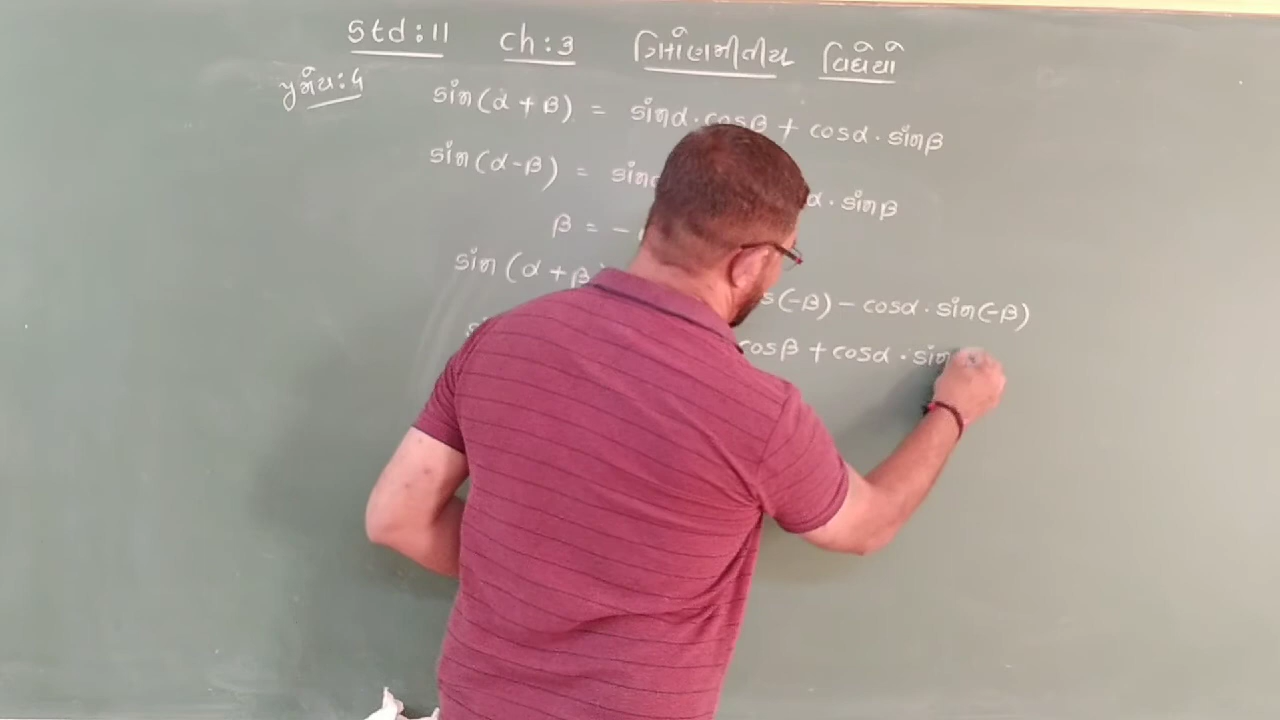 Std:11 ch:3 ત્રિકોણમીતીય વિધેયો
પ્રમેય:4
sin(α+β) = sinα·cosβ + cosα·sinβ
sin(α-β) = sin α·sinβ
β = -
sin(α+β s(-β) - cosα·sin(-β)
cosβ + cosα·sin